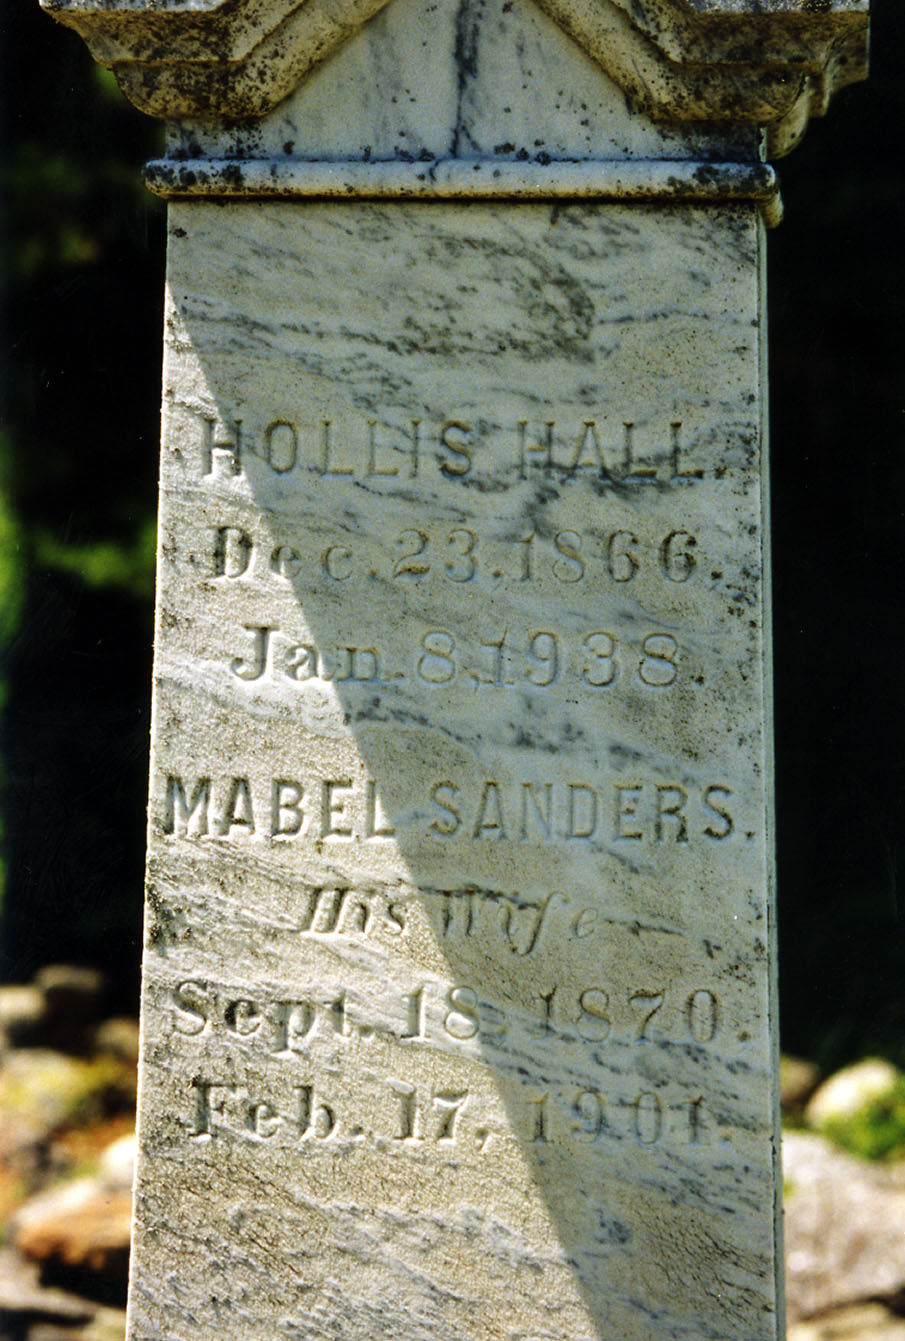 HOLLIS HALL.
Dec. 23. 1866.
Jan. 8, 1938.
MABEL SANDERS.
His Wife
Sept. 18. 1870.
Feb. 17, 1901.